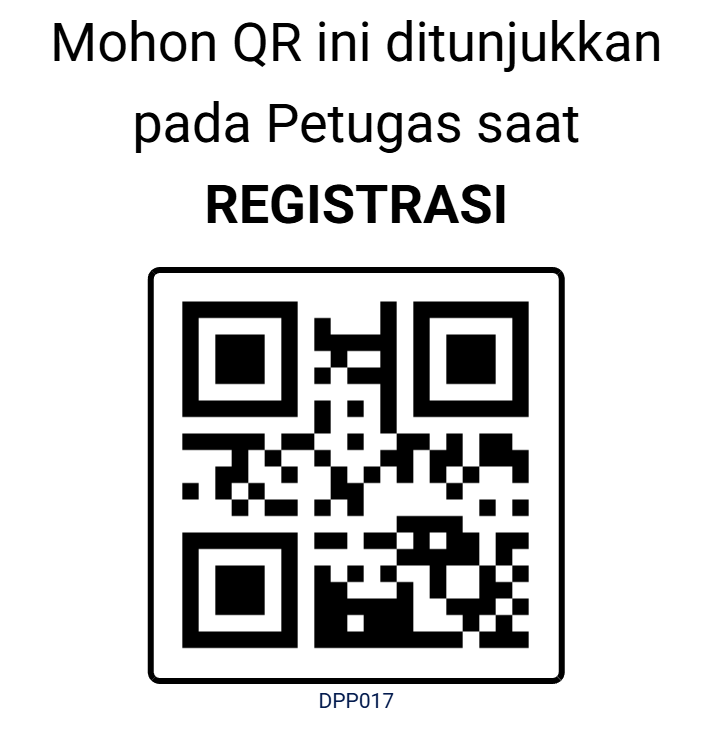 Mohon QR ini ditunjukkan
pada Petugas saat
REGISTRASI
DPP017